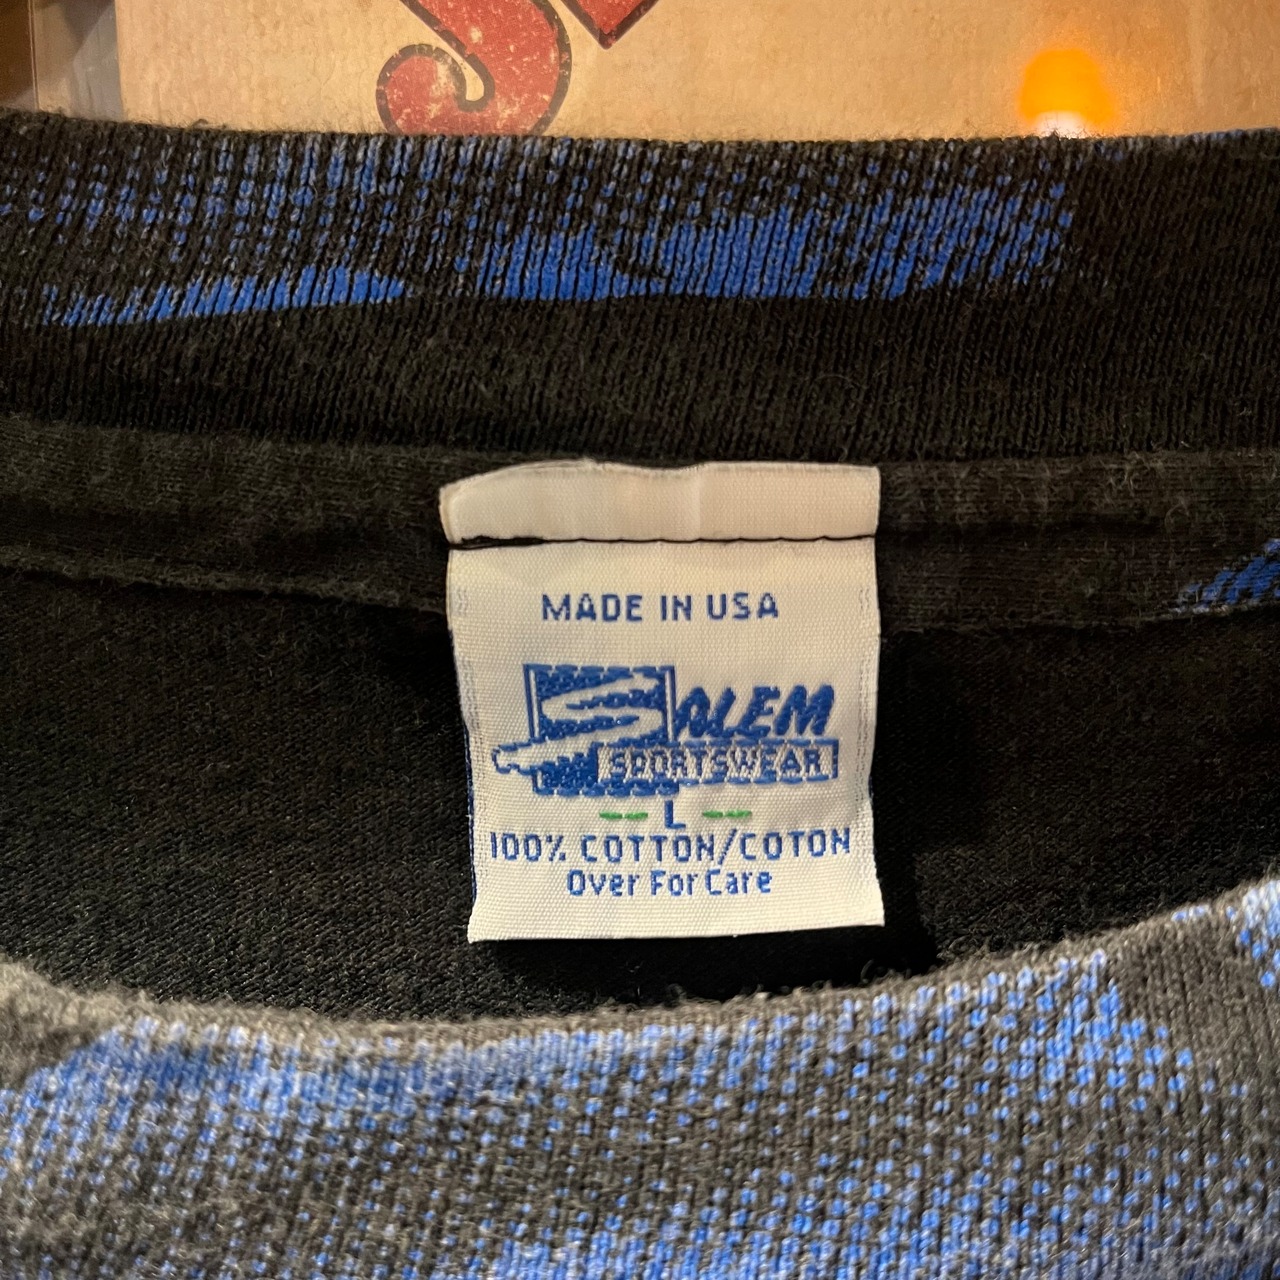 MADE IN USA
SALEM
SPORTSWEAR
-- L --
100% COTTON/COTON
Over For Care